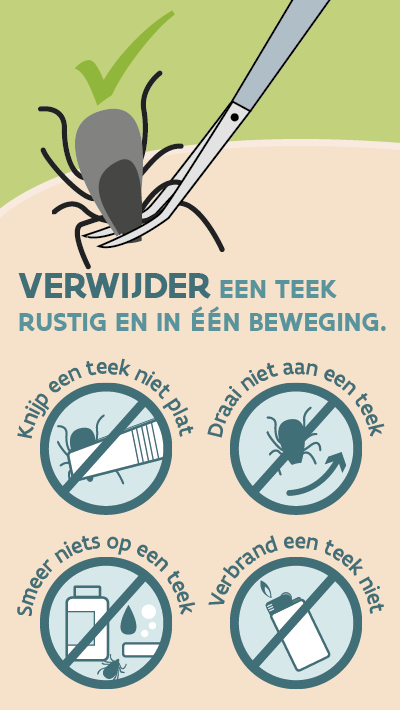 VERWIJDER EEN TEEK
RUSTIG EN IN ÉÉN BEWEGING.
Knijp een teek niet plat
Draai niet aan een teek
Smeer niets op een teek
Verbrand een teek niet